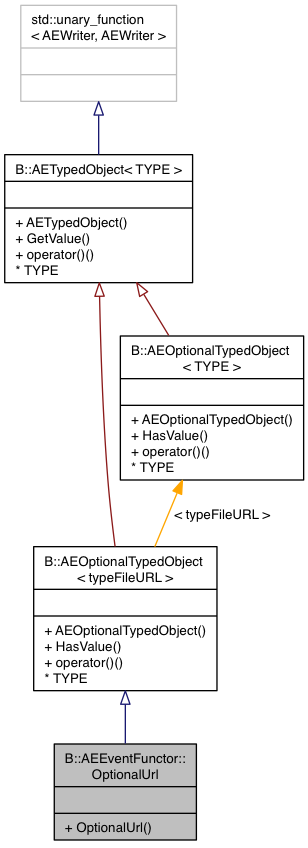 std::unary_function
< AEWriter, AEWriter >
B::AETypedObject< TYPE >
+ AETypedObject()
+ GetValue()
+ operator()()
* TYPE
B::AEOptionalTypedObject
< TYPE >
+ AEOptionalTypedObject()
+ HasValue()
+ operator()()
* TYPE
< typeFileURL >
B::AEOptionalTypedObject
< typeFileURL >
+ AEOptionalTypedObject()
+ HasValue()
+ operator()()
* TYPE
B::AEEventFunctor::
OptionalUrl
+ OptionalUrl()